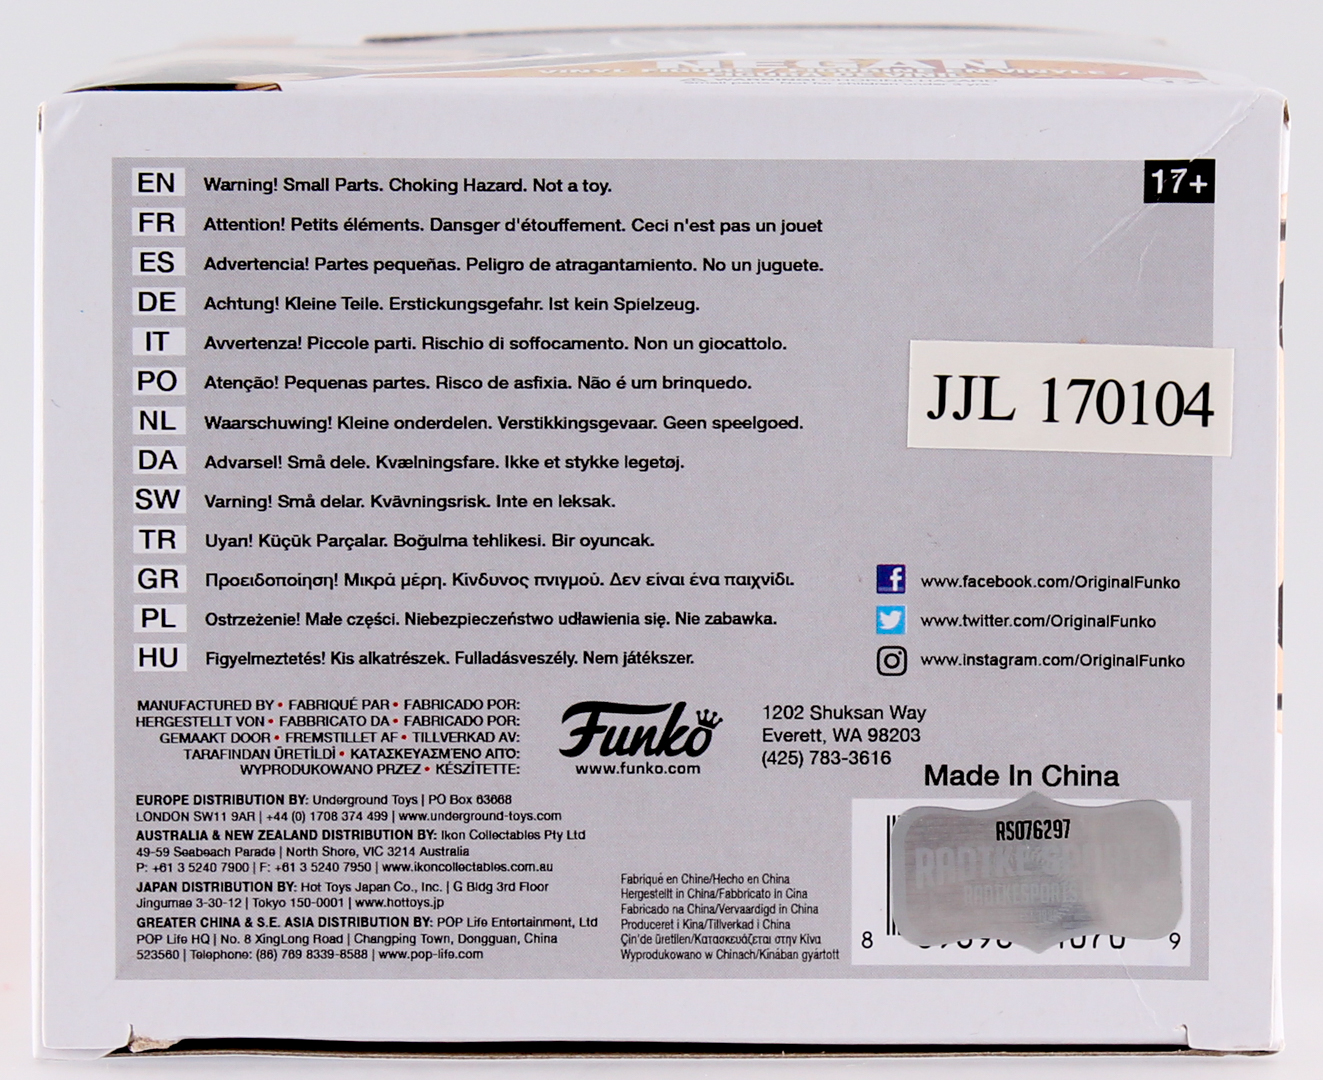 NEGAN
EN Warning! Small Parts. Choking Hazard. Not a toy.
17+
FR Attention! Petits éléments. Dansger d'étouffement. Ceci n'est pas un jouet
ES Advertencia! Partes pequeñas. Peligro de atragantamiento. No un juguete.
DE Achtung! Kleine Teile. Erstickungsgefahr. Ist kein Spielzeug.
IT Avvertenza! Piccole parti. Rischio di soffocamento. Non un giocattolo.
PO Atenção! Pequenas partes. Risco de asfixia. Não é um brinquedo.
JJL 170104
NL Waarschuwing! Kleine onderdelen. Verstikkingsgevaar. Geen speelgoed.
DA Advarsel! Små dele. Kvælningsfare. Ikke et stykke legetøj.
SW Varning! Små delar. Kvävningsrisk. Inte en leksak.
TR Uyarı! Küçük Parçalar. Boğulma tehlikesi. Bir oyuncak.
GR Προειδοποίηση! Μικρά μέρη. Κίνδυνος πνιγμού. Δεν είναι ένα παιχνίδι.
PL Ostrzeżenie! Małe części. Niebezpieczeństwo udławienia się. Nie zabawka.
HU Figyelmeztetés! Kis alkatrészek. Fulladásveszély. Nem játékszer.
www.facebook.com/OriginalFunko
www.twitter.com/OriginalFunko
www.instagram.com/OriginalFunko
MANUFACTURED BY • FABRIQUÉ PAR • FABRICADO POR:
HERGESTELLT VON • FABBRICATO DA • FABRICADO POR:
GEMAAKT DOOR • FREMSTILLET AF • TILLVERKAD AV:
TARAFINDAN ÜRETİLDİ • ΚΑΤΑΣΚΕΥΑΣΜΈΝΟ ΑΠΌ:
WYPRODUKOWANO PRZEZ • KÉSZÍTETTE:
Funko
www.funko.com
1202 Shuksan Way
Everett, WA 98203
(425) 783-3616
Made In China
EUROPE DISTRIBUTION BY: Underground Toys | PO Box 63668
LONDON SW11 9AR | +44 (0) 1708 374 499 | www.underground-toys.com
AUSTRALIA & NEW ZEALAND DISTRIBUTION BY: Ikon Collectables Pty Ltd
49-59 Seabeach Parade | North Shore, VIC 3214 Australia
P: +61 3 5240 7900 | F: +61 3 5240 7950 | www.ikoncollectables.com.au
JAPAN DISTRIBUTION BY: Hot Toys Japan Co., Inc. | G Bldg 3rd Floor
Jingumae 3-30-12 | Tokyo 150-0001 | www.hottoys.jp
GREATER CHINA & S.E. ASIA DISTRIBUTION BY: POP Life Entertainment, Ltd
POP Life HQ | No. 8 XingLong Road | Changping Town, Dongguan, China
523560 | Telephone: (86) 769 8339-8588 | www.pop-life.com
Fabriqué en Chine/Hecho en China
Hergestellt in China/Fabbricato in Cina
Fabricado na China/Vervaardigd in China
Produceret i Kina/Tillverkad i China
Çin'de üretilen/Κατασκευάζεται στην Κίνα
Wyprodukowano w Chinach/Kínában gyártott
RS076297
8 9